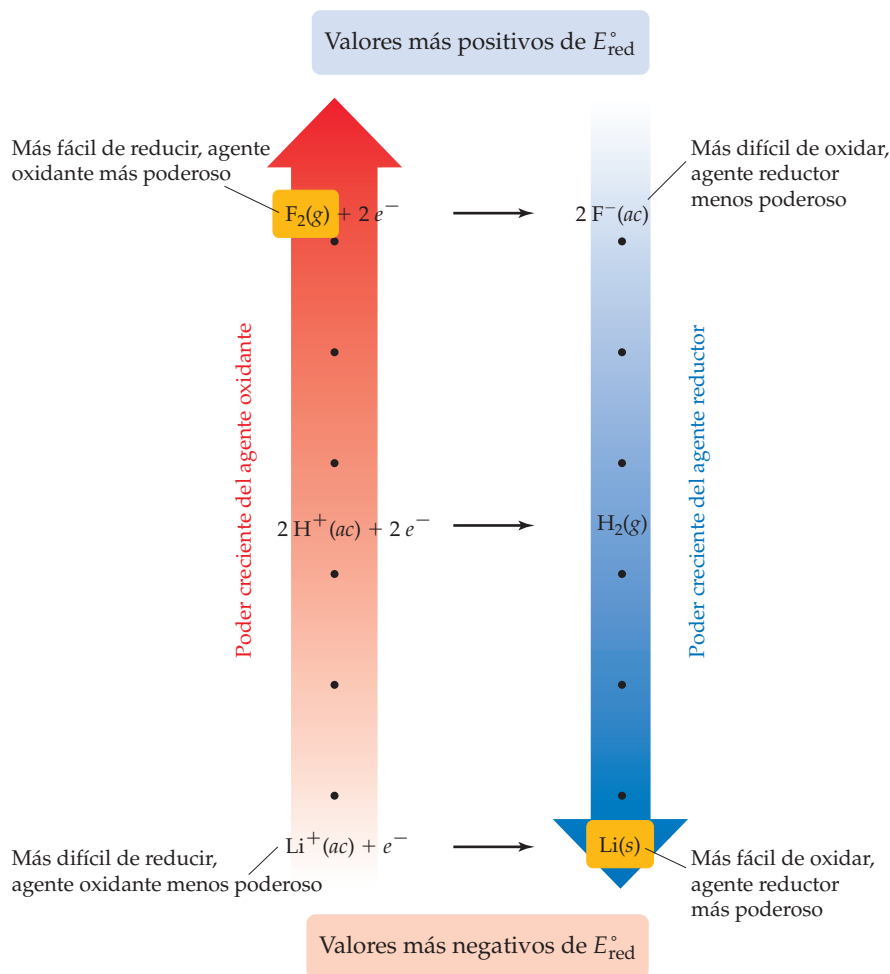 Valores más positivos de E°red
Más fácil de reducir, agente
oxidante más poderoso
Más difícil de oxidar,
agente reductor
menos poderoso
F₂(g) + 2 e⁻ ⟶ 2 F⁻(ac)
Poder creciente del agente oxidante
Poder creciente del agente reductor
2 H⁺(ac) + 2 e⁻ ⟶ H₂(g)
Li⁺(ac) + e⁻ ⟶ Li(s)
Más difícil de reducir,
agente oxidante menos poderoso
Más fácil de oxidar,
agente reductor
más poderoso
Valores más negativos de E°red